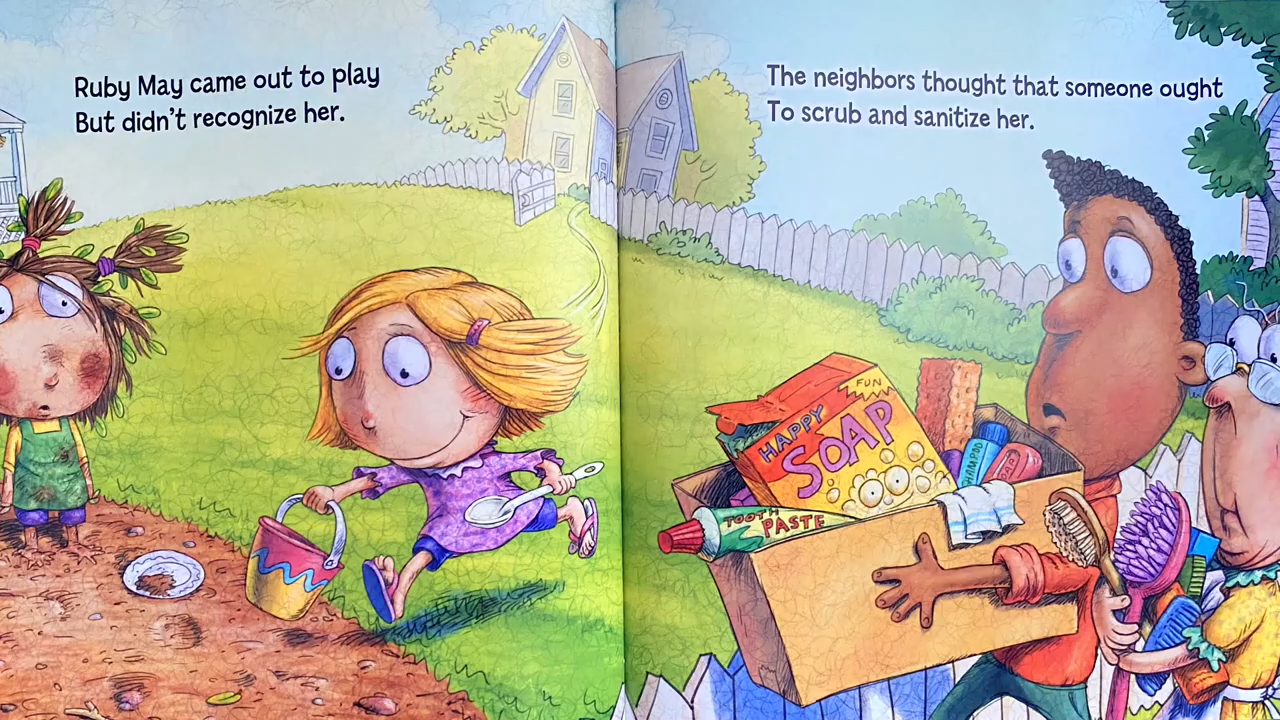 Ruby May came out to play
But didn't recognize her.
The neighbors thought that someone ought
To scrub and sanitize her.
FUN
HAPPY
SOAP
SHAMPOO
TOOTH
PASTE